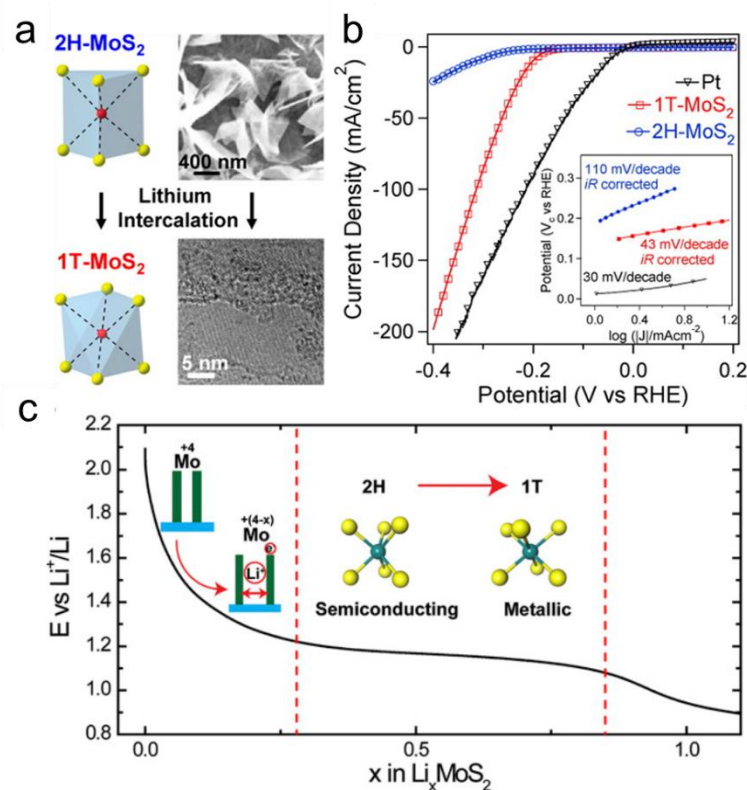 a
2H-MoS2
400 nm
Lithium
Intercalation
1T-MoS2
5 nm
b
0
-50
-100
-150
-200
Current Density (mA/cm²)
Pt
1T-MoS2
2H-MoS2
110 mV/decade
iR corrected
43 mV/decade
iR corrected
30 mV/decade
0.3
0.2
0.1
0.0
Potential (Vc vs RHE)
0.0 0.4 0.8 1.2
log (|J|/mAcm-2)
-0.4 -0.2 0.0 0.2
Potential (V vs RHE)
c
2.2
2.0
1.8
1.6
1.4
1.2
1.0
0.8
E vs Li+/Li
+4
Mo
+(4-x)
Mo
e
Li+
2H
1T
Semiconducting
Metallic
0.0 0.5 1.0
x in LixMoS2